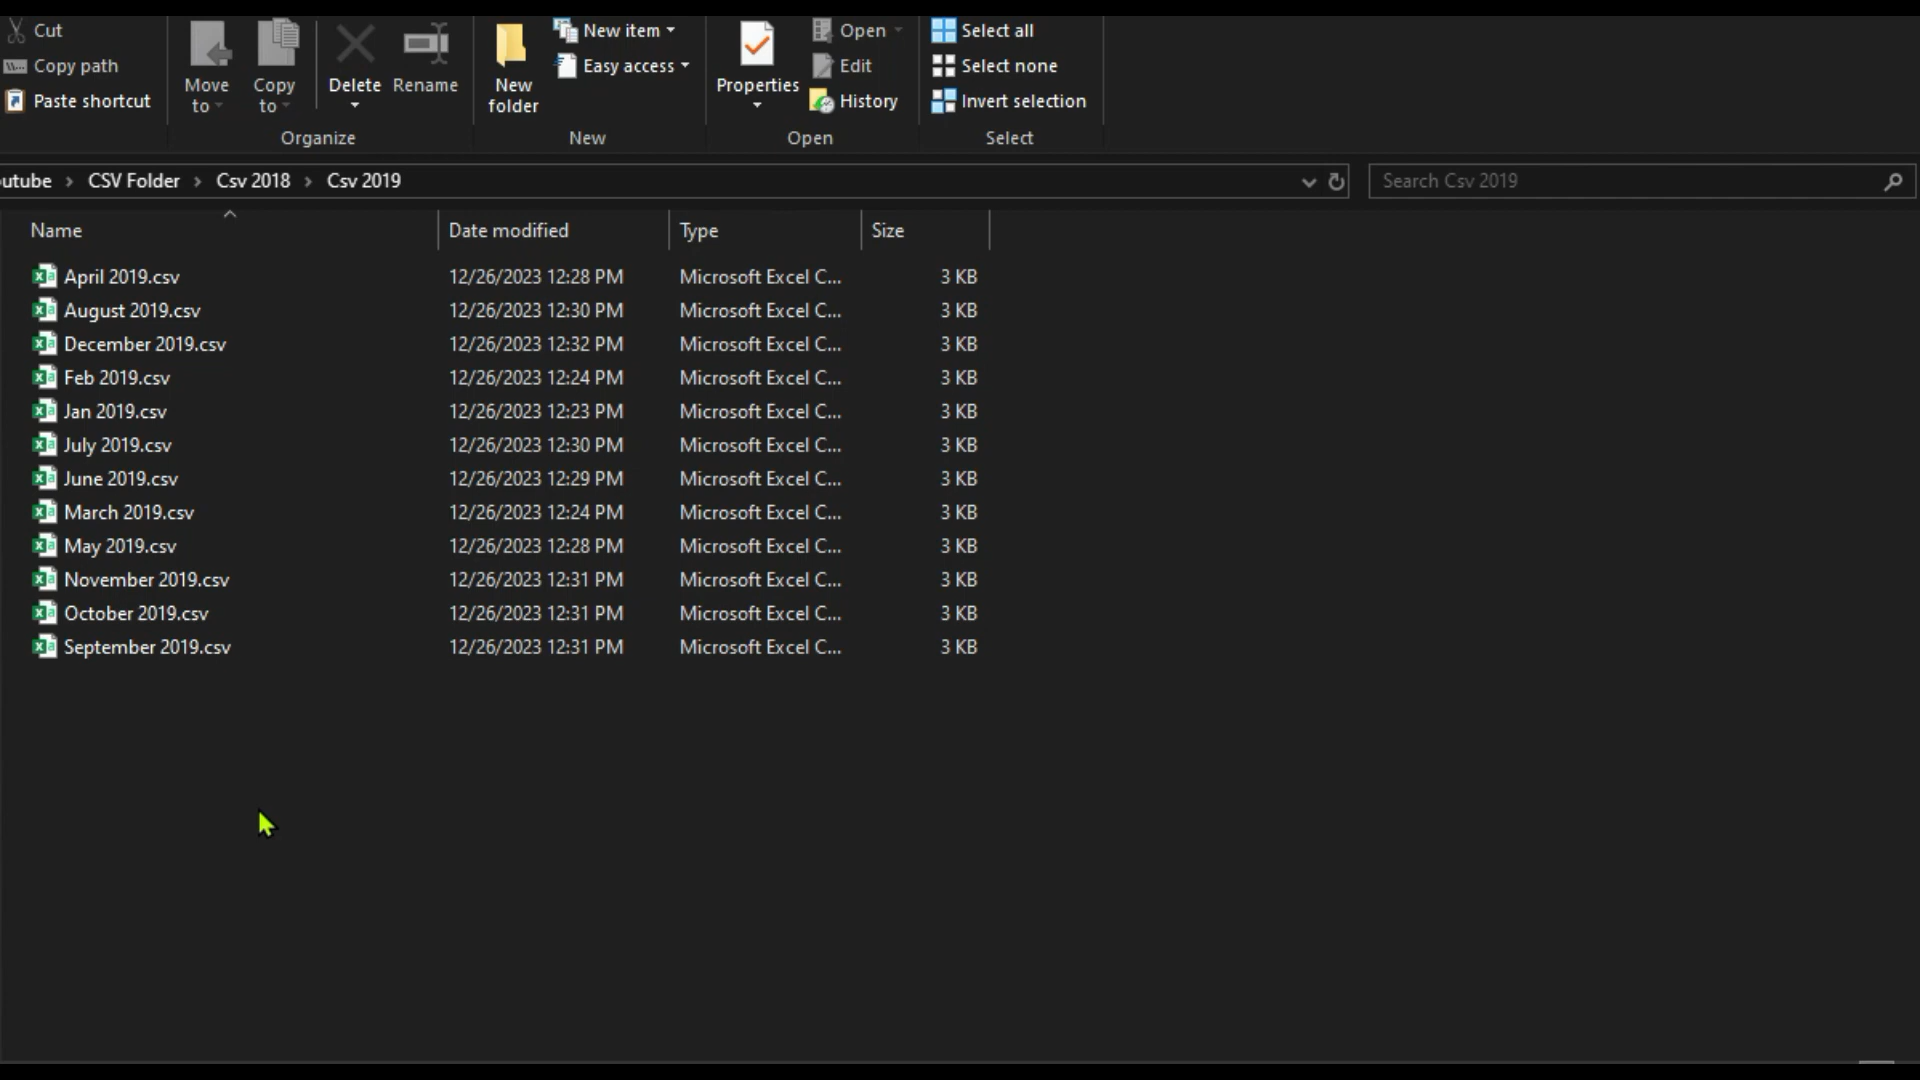 Cut
Copy path
Paste shortcut
Move to
Copy to
Delete
Rename
Organize
New folder
New item
Easy access
New
Properties
Open
Edit
History
Open
Select all
Select none
Invert selection
Select
outube > CSV Folder > Csv 2018 > Csv 2019
Search Csv 2019
Name Date modified Type Size
April 2019.csv 12/26/2023 12:28 PM Microsoft Excel C... 3 KB
August 2019.csv 12/26/2023 12:30 PM Microsoft Excel C... 3 KB
December 2019.csv 12/26/2023 12:32 PM Microsoft Excel C... 3 KB
Feb 2019.csv 12/26/2023 12:24 PM Microsoft Excel C... 3 KB
Jan 2019.csv 12/26/2023 12:23 PM Microsoft Excel C... 3 KB
July 2019.csv 12/26/2023 12:30 PM Microsoft Excel C... 3 KB
June 2019.csv 12/26/2023 12:29 PM Microsoft Excel C... 3 KB
March 2019.csv 12/26/2023 12:24 PM Microsoft Excel C... 3 KB
May 2019.csv 12/26/2023 12:28 PM Microsoft Excel C... 3 KB
November 2019.csv 12/26/2023 12:31 PM Microsoft Excel C... 3 KB
October 2019.csv 12/26/2023 12:31 PM Microsoft Excel C... 3 KB
September 2019.csv 12/26/2023 12:31 PM Microsoft Excel C... 3 KB